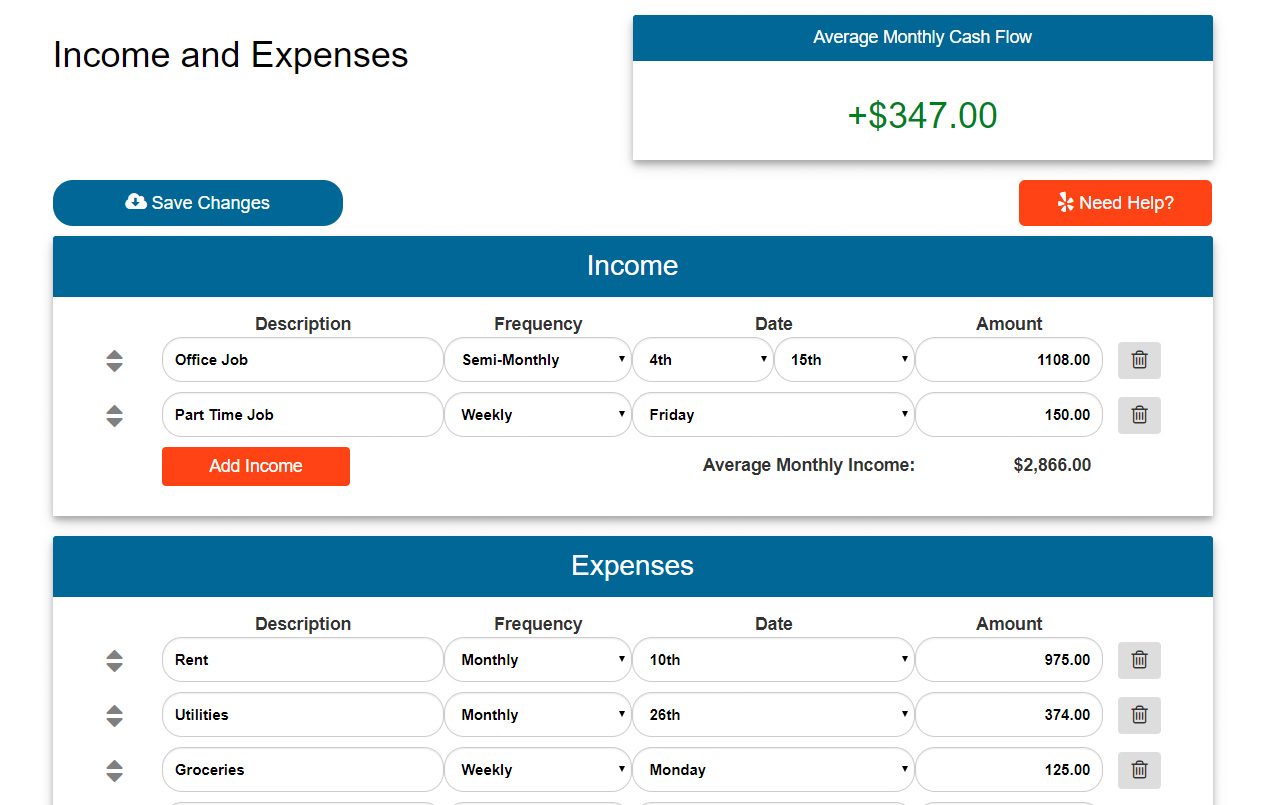 Income and Expenses
Average Monthly Cash Flow
+$347.00
Save Changes
Need Help?
Income
Description Frequency Date Amount
Office Job Semi-Monthly 4th 15th 1108.00
Part Time Job Weekly Friday 150.00
Add Income Average Monthly Income: $2,866.00
Expenses
Description Frequency Date Amount
Rent Monthly 10th 975.00
Utilities Monthly 26th 374.00
Groceries Weekly Monday 125.00